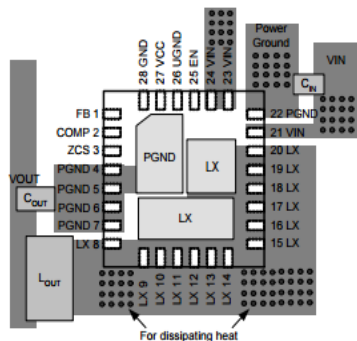 Power
Ground
VIN
28 GND
27 VCC
26 UGND
25 EN
24 VIN
23 VIN
CIN
FB 1
COMP 2
ZCS 3
PGND 4
PGND 5
PGND 6
PGND 7
LX 8
VOUT
COUT
LOUT
PGND
LX
LX
22 PGND
21 VIN
20 LX
19 LX
18 LX
17 LX
16 LX
15 LX
LX 9
LX 10
LX 11
LX 12
LX 13
LX 14
For dissipating heat